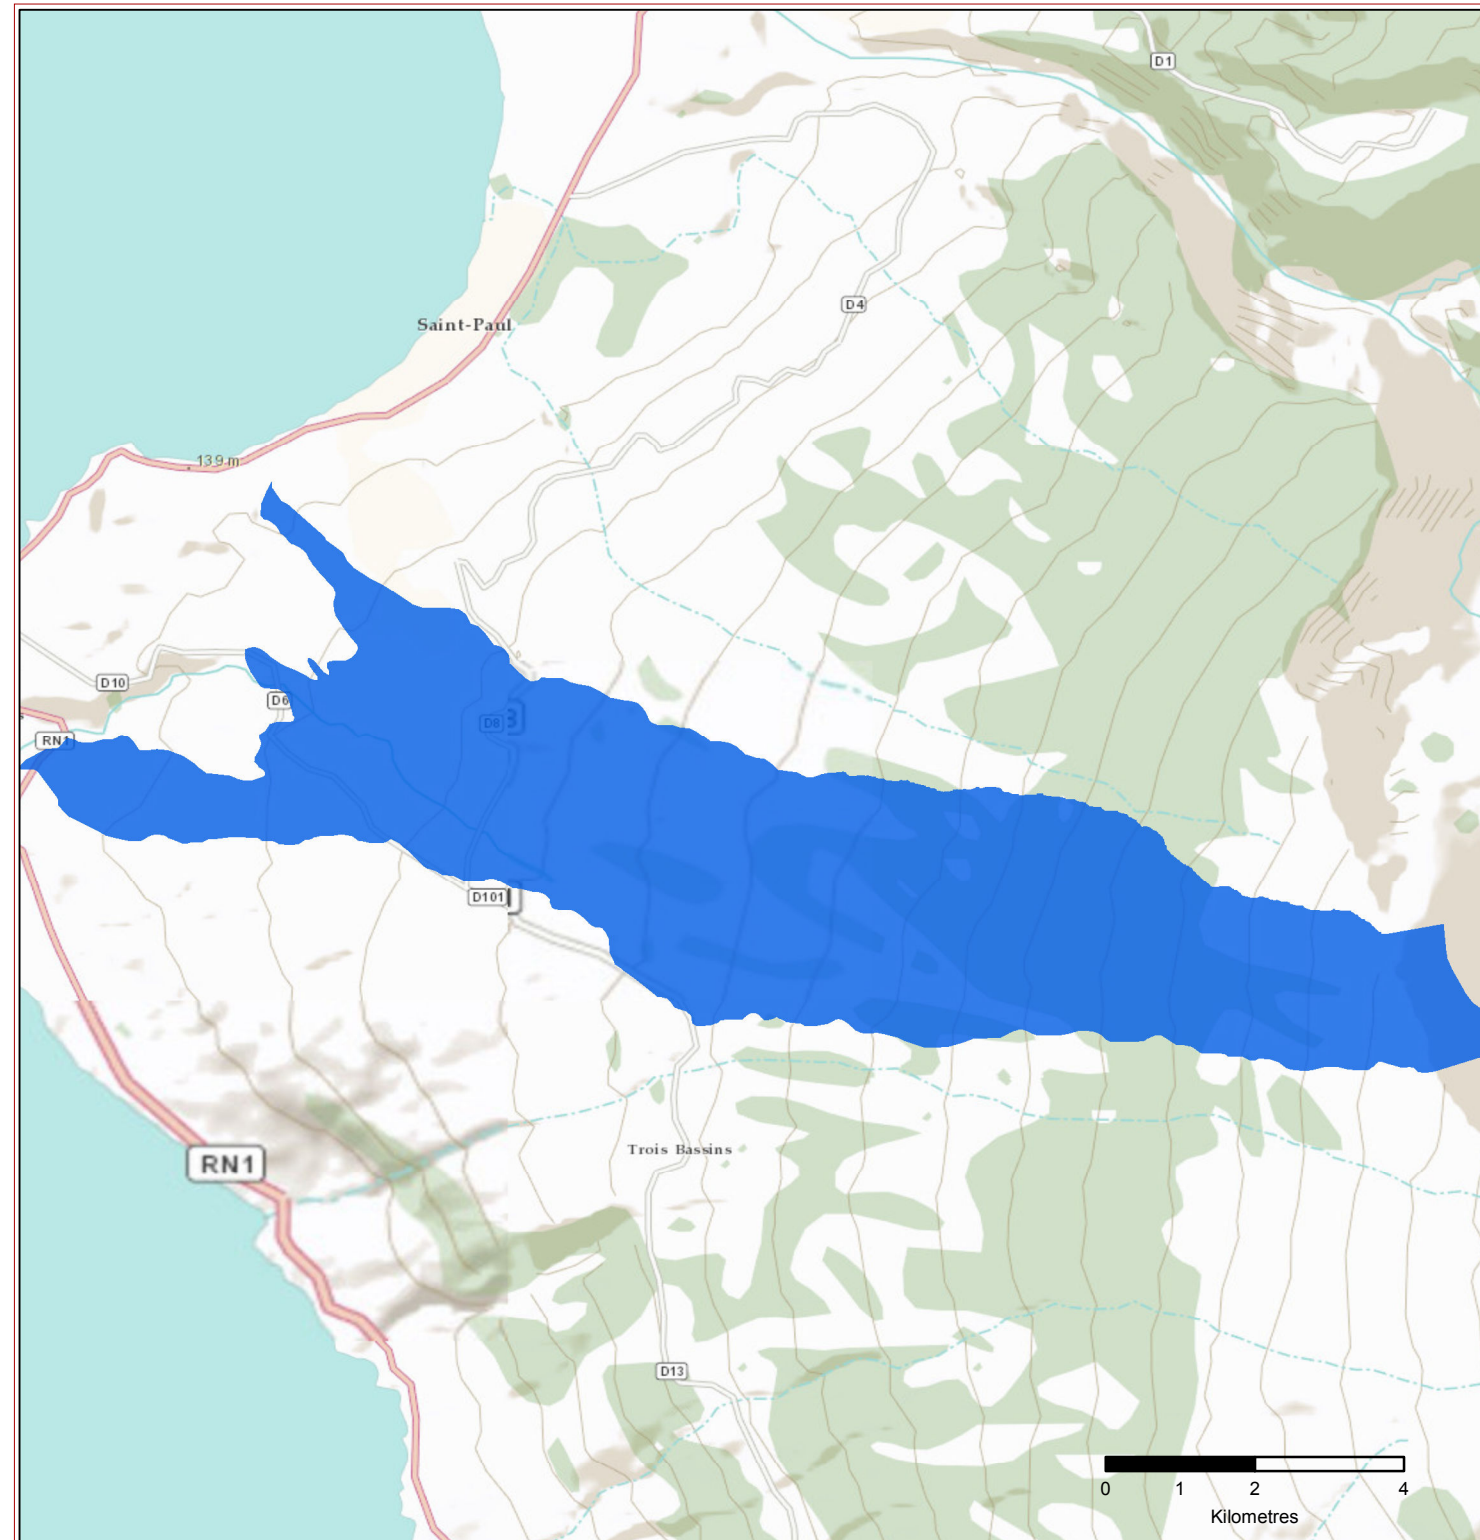 D1
D4
Saint-Paul
139 m
D10
D6
D8
RN1
D101
RN1
Trois Bassins
D13
0 1 2 4
Kilometres